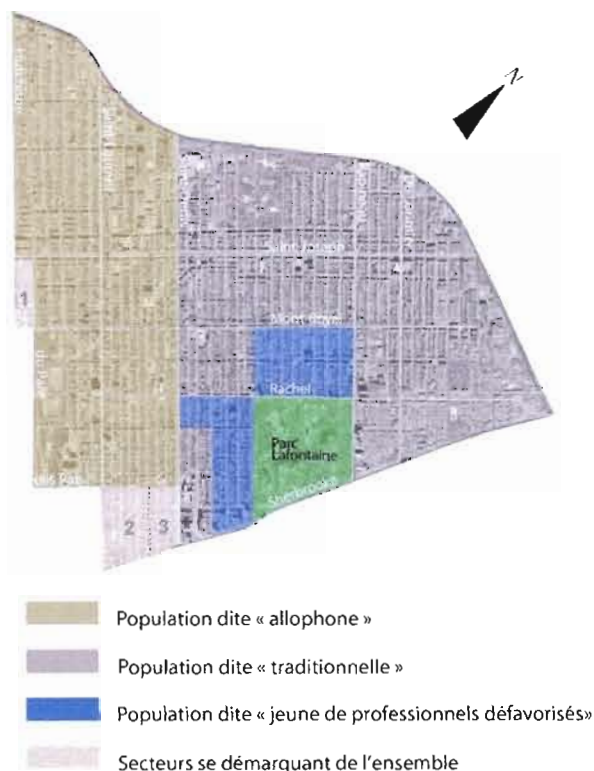 N
Saint-Joseph
1
Rachel
Parc
Lafontaine
Sherbrooke
2
3
Population dite « allophone »
Population dite « traditionnelle »
Population dite « jeune de professionnels défavorisés»
Secteurs se démarquant de l'ensemble